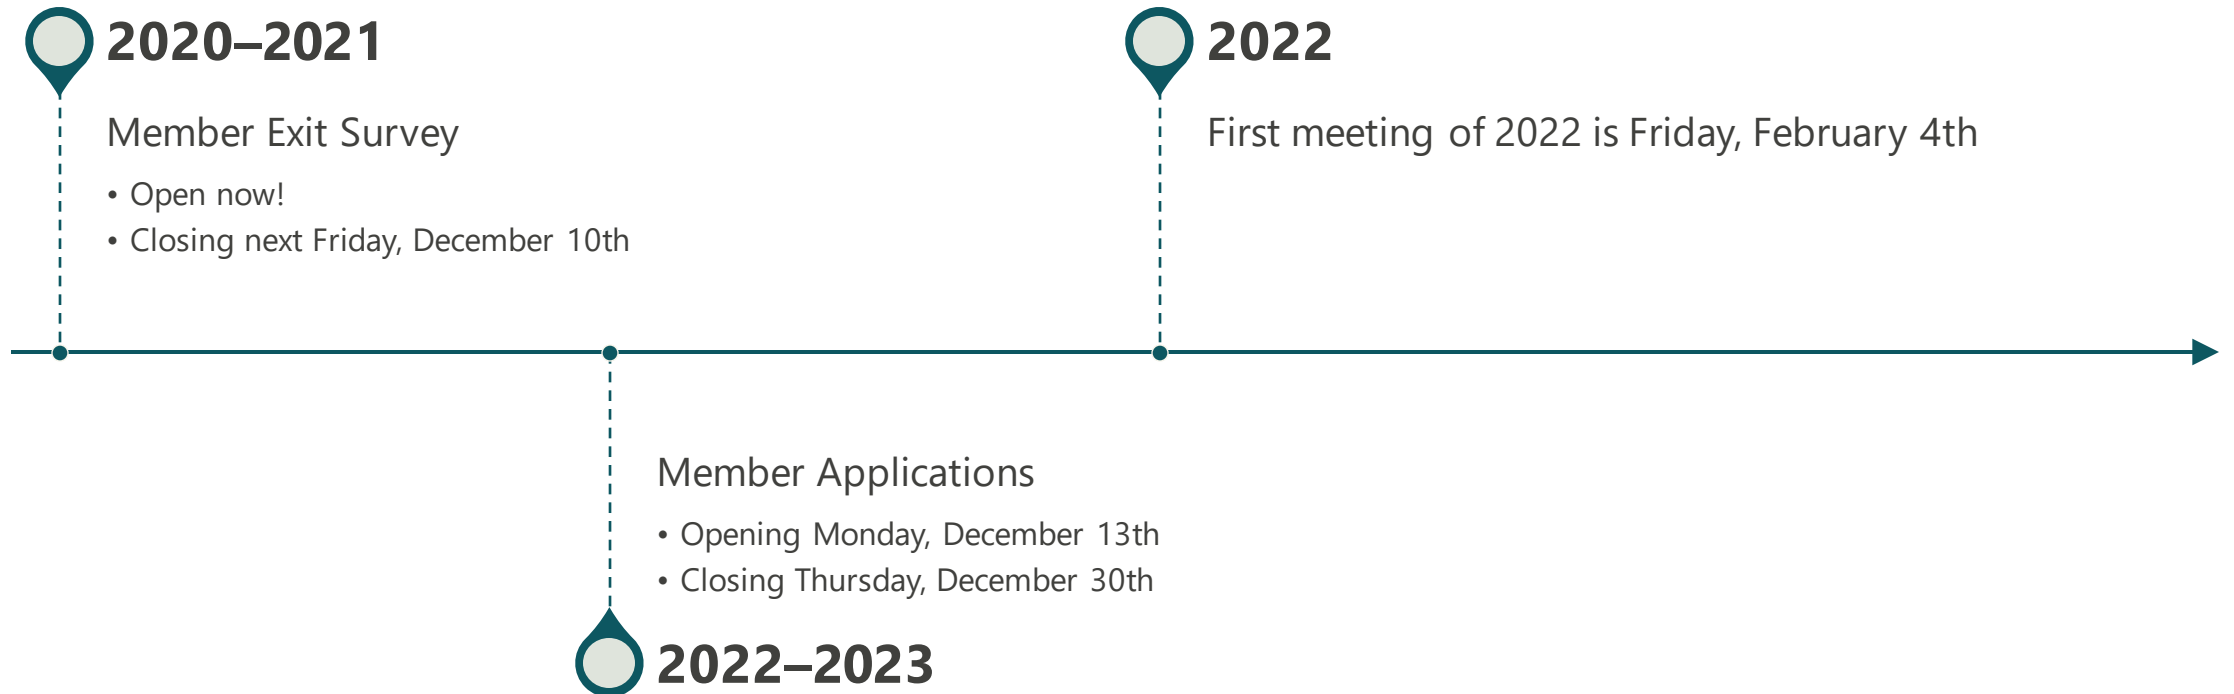 2020–2021
Member Exit Survey
• Open now!
• Closing next Friday, December 10th
2022
First meeting of 2022 is Friday, February 4th
Member Applications
• Opening Monday, December 13th
• Closing Thursday, December 30th
2022–2023